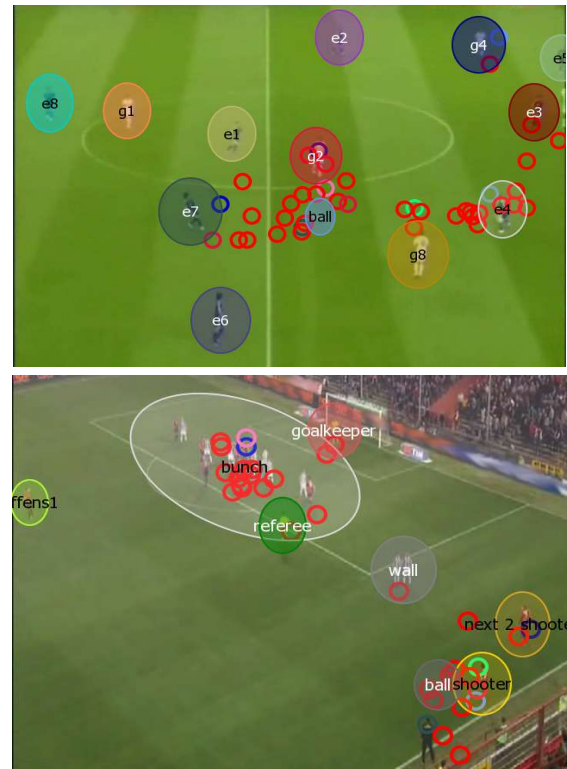 e2
g4
e5
e8
g1
e3
e1
g2
e7
ball
e4
g8
e6
goalkeeper
bunch
ffens1
referee
wall
next 2 shoote
ball
shooter